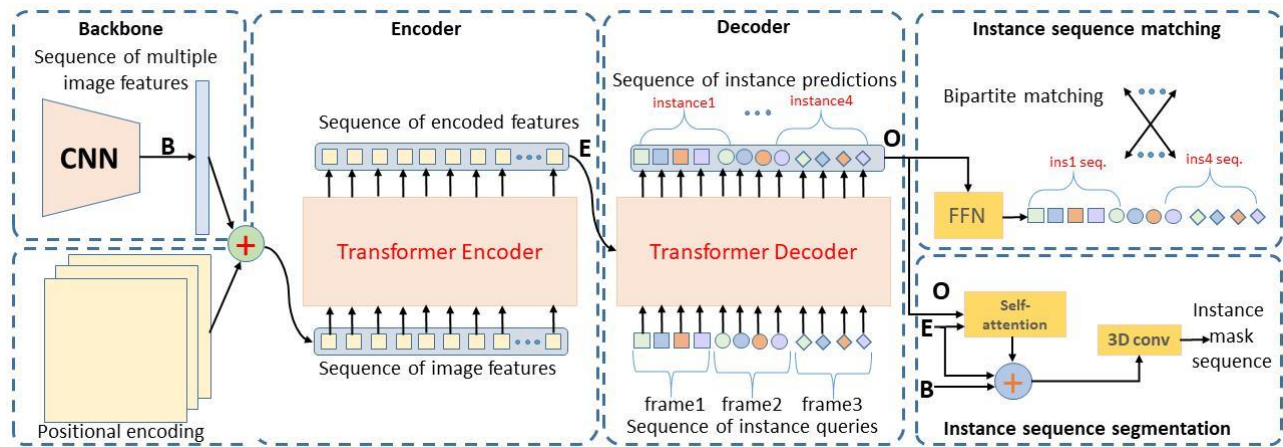 Backbone
Sequence of multiple
image features
CNN
B
+
Positional encoding
Encoder
Sequence of encoded features
E
Transformer Encoder
Sequence of image features
Decoder
Sequence of instance predictions
instance1
instance4
O
Transformer Decoder
frame1
frame2
frame3
Sequence of instance queries
Instance sequence matching
Bipartite matching
ins1 seq.
ins4 seq.
FFN
O
E
B
Self-
attention
+
3D conv
Instance
mask
sequence
Instance sequence segmentation